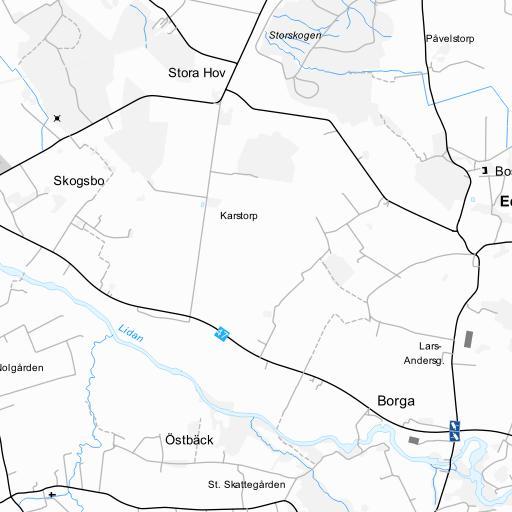 Storskogen
Påvelstorp
Stora Hov
Skogsbo
Karstorp
Lidan
Lars-
Andersg.
Borga
Östbäck
St. Skattegården